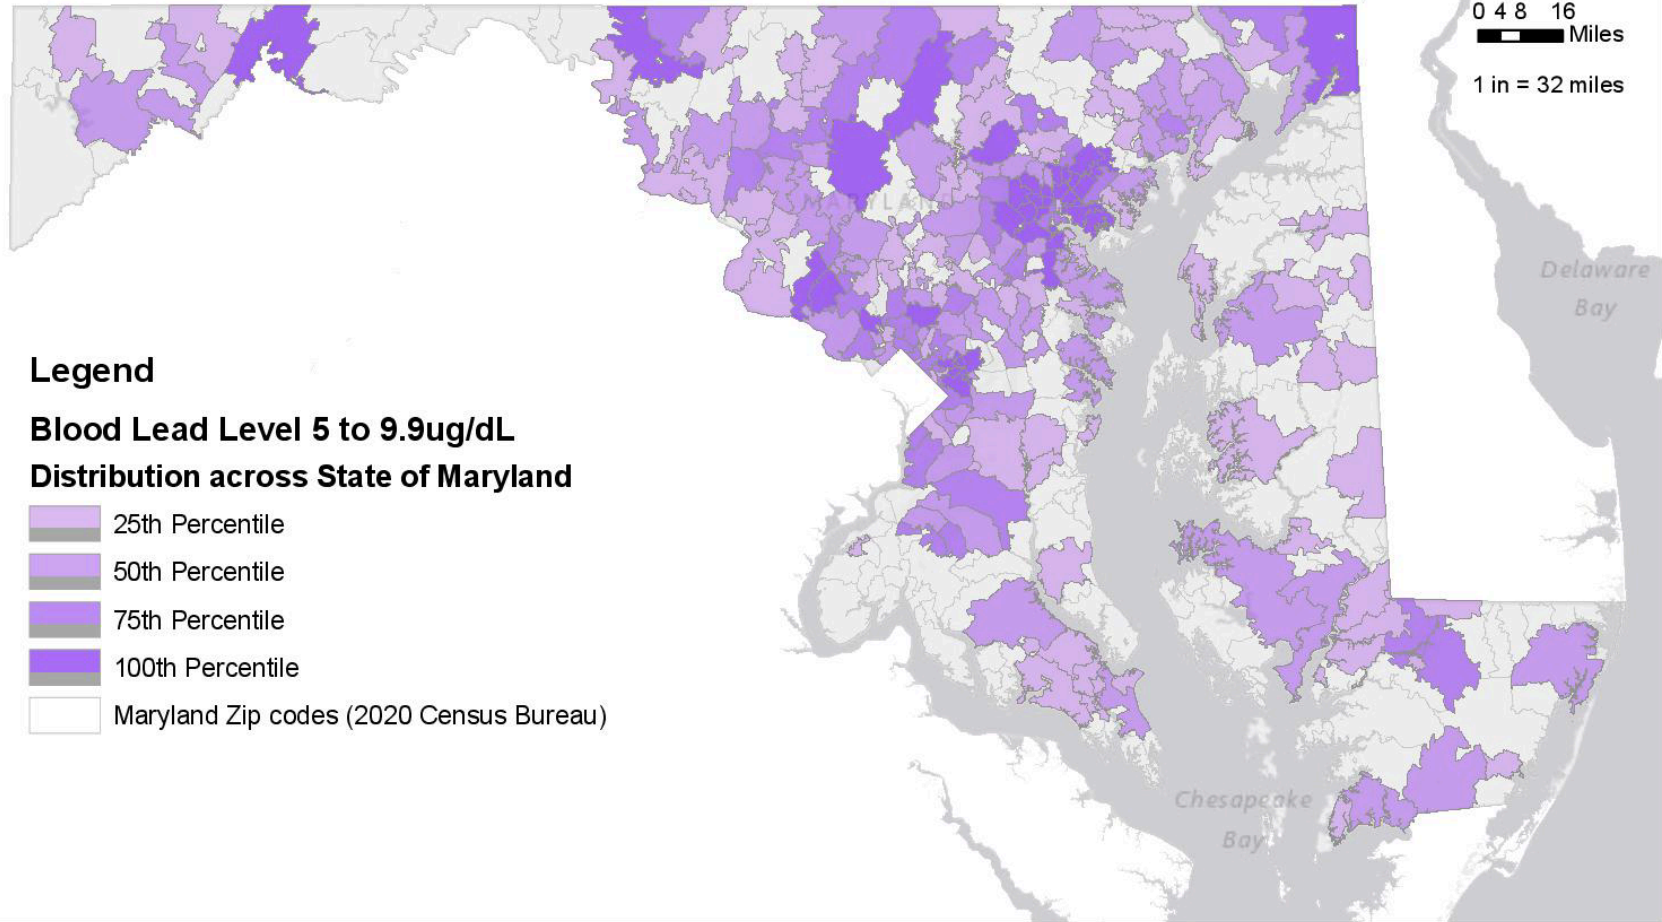 0 4 8 16
Miles
1 in = 32 miles
MARYLAND
Delaware
Bay
Legend
Blood Lead Level 5 to 9.9ug/dL
Distribution across State of Maryland
25th Percentile
50th Percentile
75th Percentile
100th Percentile
Maryland Zip codes (2020 Census Bureau)
Chesapeake
Bay